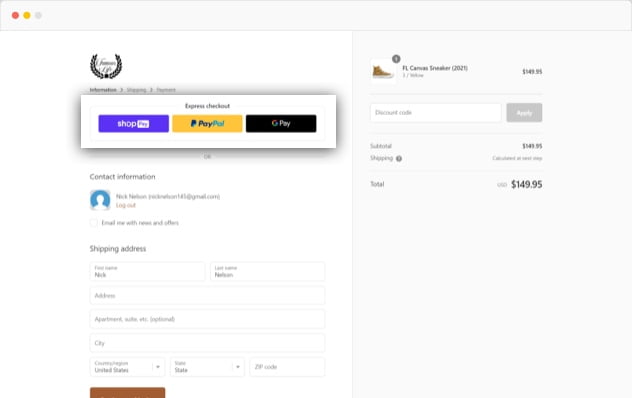 Famous
Life
Information > Shipping > Payment
Express checkout
shop Pay
PayPal
G Pay
OR
Contact information
Nick Nelson (nicknelson143@gmail.com)
Log out
Email me with news and offers
Shipping address
First name
Nick
Last name
Nelson
Address
Apartment, suite, etc. (optional)
City
Country/region
United States
State
State
ZIP code
1
FL Canvas Sneaker (2021)
5 / Yellow
$149.95
Discount code
Apply
Subtotal
$149.95
Shipping ?
Calculated at next step
Total
USD $149.95